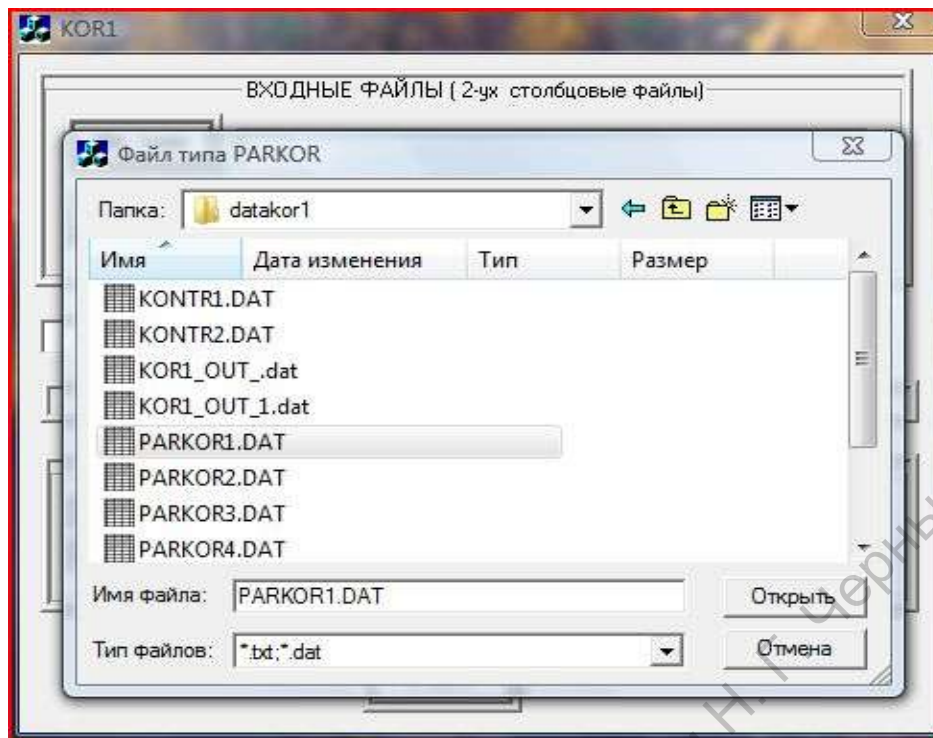 KOR1
ВХОДНЫЕ ФАЙЛЫ ( 2-ух столбцовые файлы)
Файл типа PARKOR
Папка: datakor1
Имя Дата изменения Тип Размер
KONTR1.DAT
KONTR2.DAT
KOR1_OUT_.dat
KOR1_OUT_1.dat
PARKOR1.DAT
PARKOR2.DAT
PARKOR3.DAT
PARKOR4.DAT
Имя файла: PARKOR1.DAT Открыть
Тип файлов: *.txt;*.dat Отмена
Н. Г.